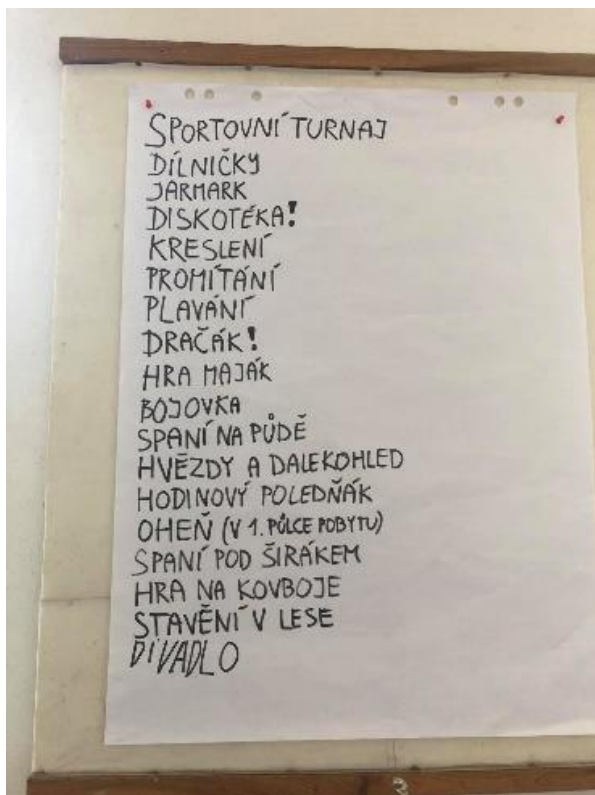 SPORTOVNÍ TURNAJ
DÍLNIČKY
JARMARK
DISKOTÉKA!
KRESLENÍ
PROMÍTÁNÍ
PLAVÁNÍ
DRAČÁK!
HRA MAJÁK
BOJOVKA
SPANÍ NA PŮDĚ
HVĚZDY A DALEKOHLED
HODINOVÝ POLEDŇÁK
OHEŇ (V 1. PŮLCE POBYTU)
SPANÍ POD ŠIRÁKEM
HRA NA KOVBOJE
STAVĚNÍ V LESE
DIVADLO